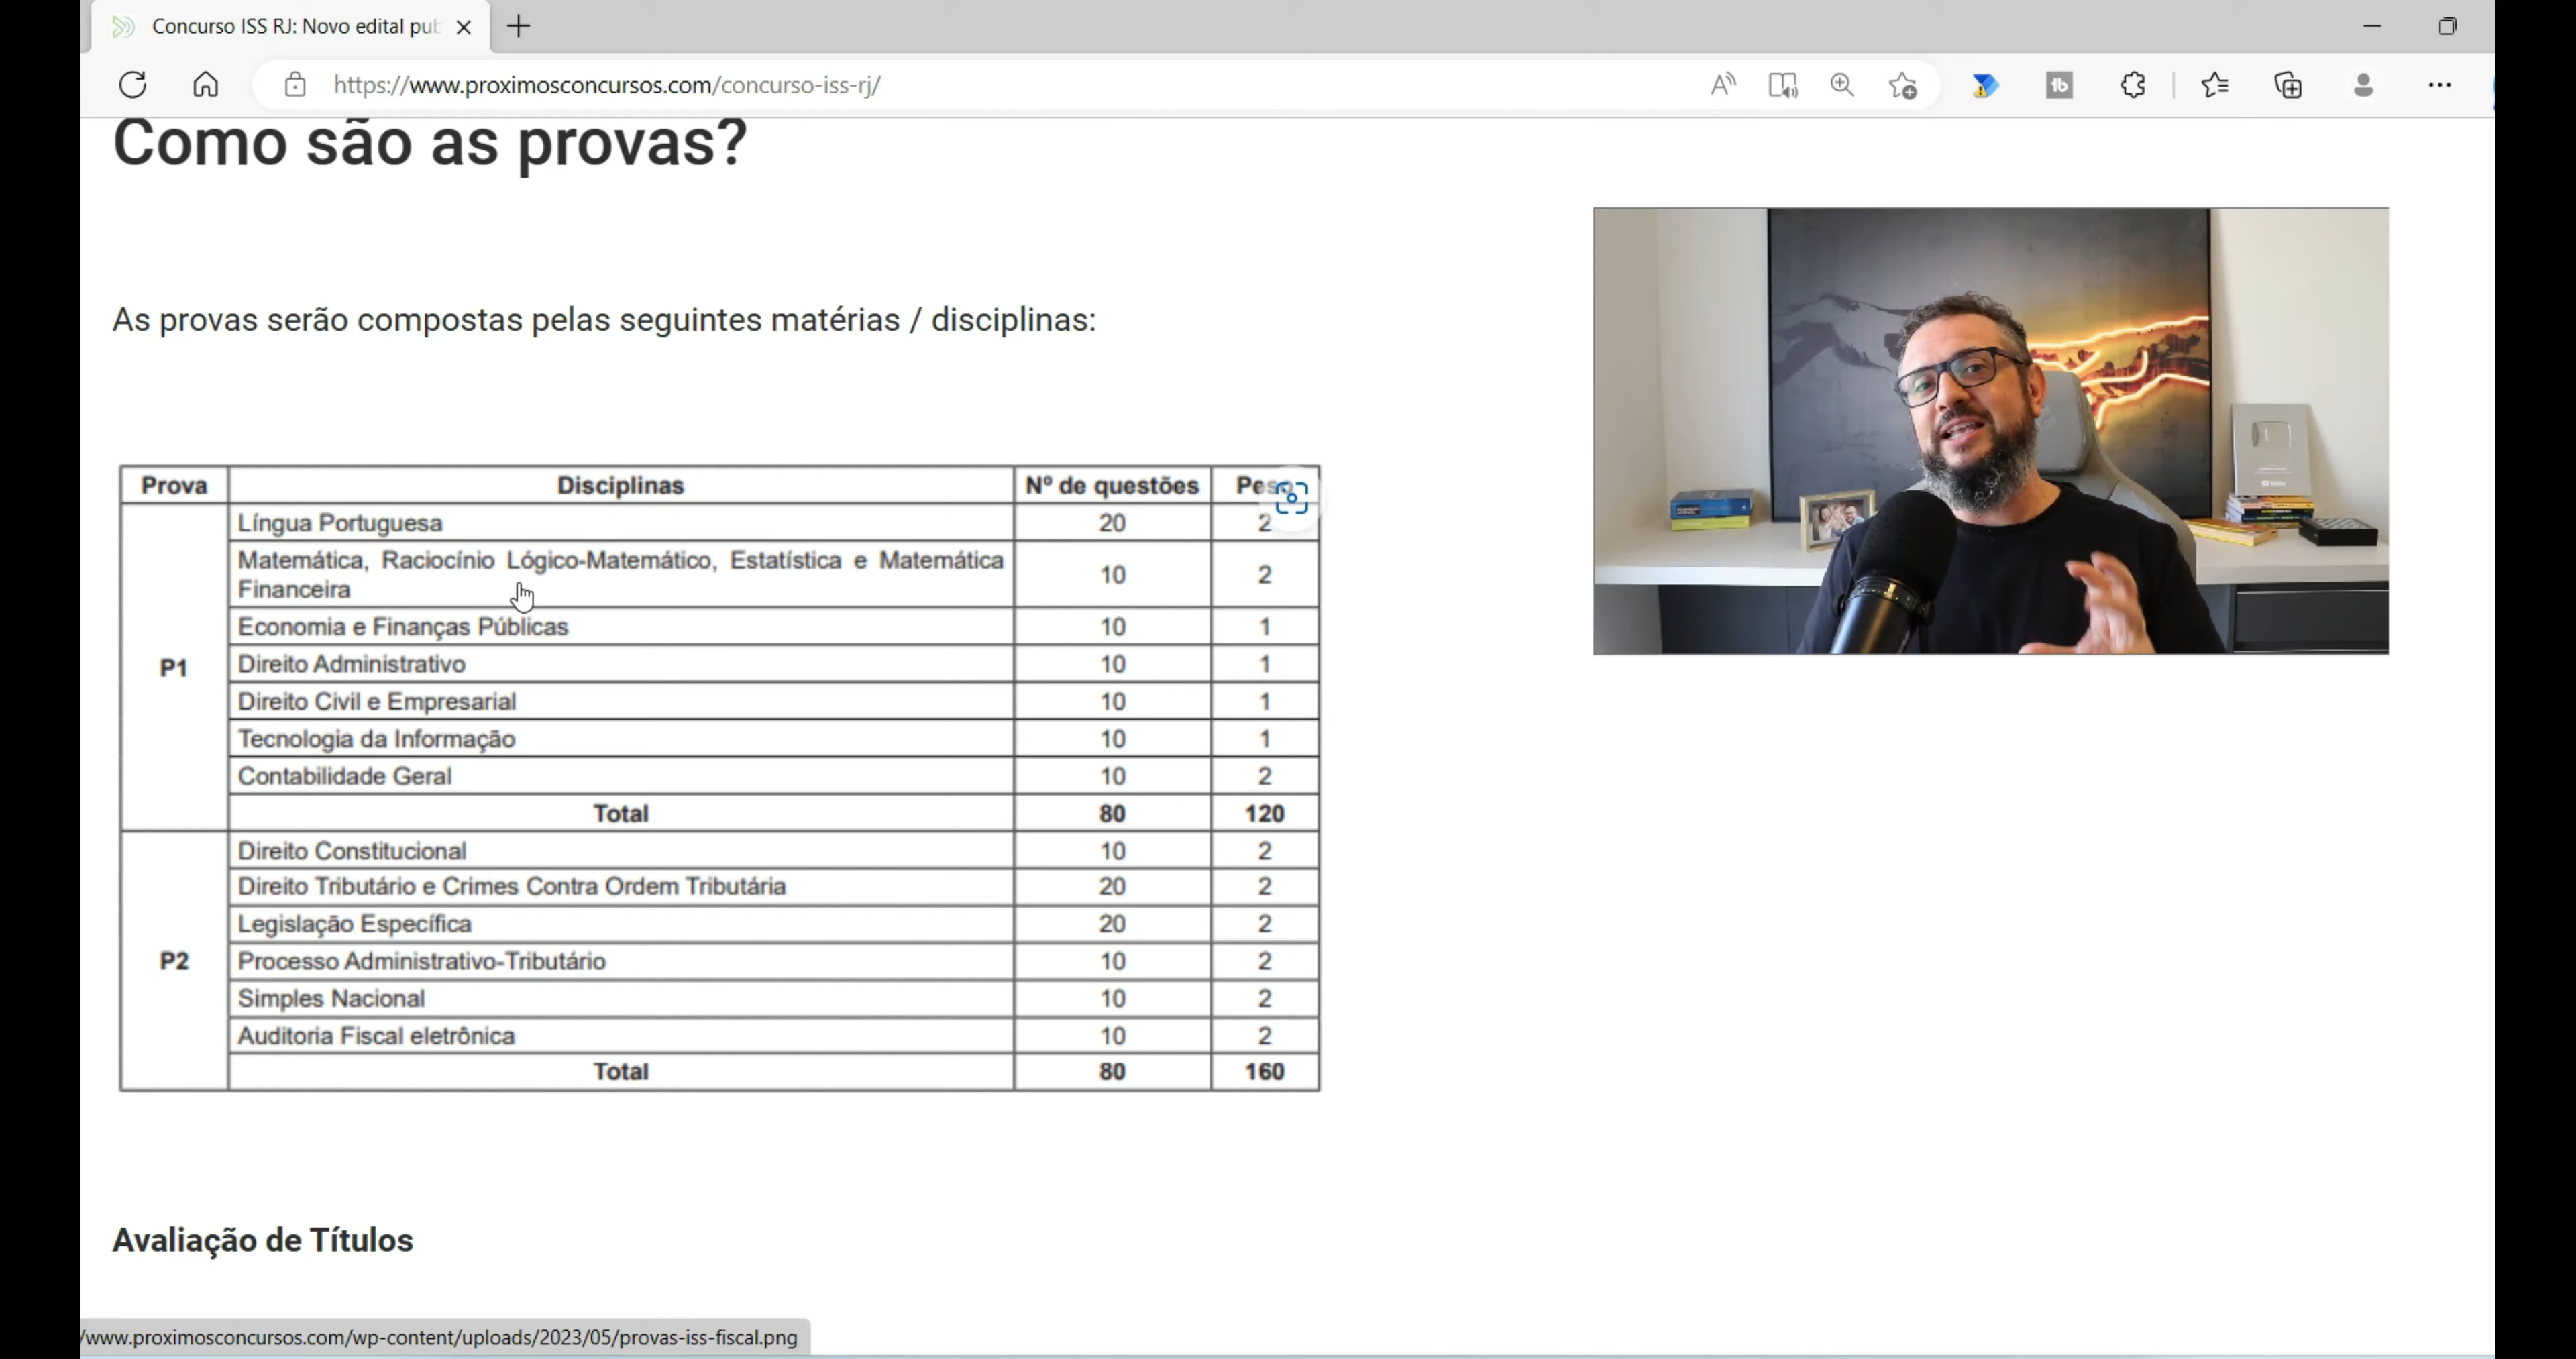 Concurso ISS RJ: Novo edital pub
https://www.proximosconcursos.com/concurso-iss-rj/
Como são as provas?
As provas serão compostas pelas seguintes matérias / disciplinas:
Prova Disciplinas Nº de questões Peso
P1
Língua Portuguesa 20 2
Matemática, Raciocínio Lógico-Matemático, Estatística e Matemática
Financeira 10 2
Economia e Finanças Públicas 10 1
Direito Administrativo 10 1
Direito Civil e Empresarial 10 1
Tecnologia da Informação 10 1
Contabilidade Geral 10 2
Total 80 120
P2
Direito Constitucional 10 2
Direito Tributário e Crimes Contra Ordem Tributária 20 2
Legislação Específica 20 2
Processo Administrativo-Tributário 10 2
Simples Nacional 10 2
Auditoria Fiscal eletrônica 10 2
Total 80 160
Avaliação de Títulos
/www.proximosconcursos.com/wp-content/uploads/2023/05/provas-iss-fiscal.png